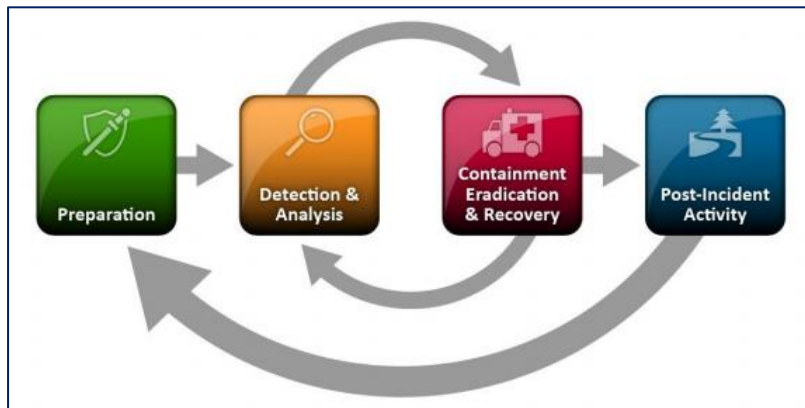 Preparation
Detection &
Analysis
Containment
Eradication
& Recovery
Post-Incident
Activity